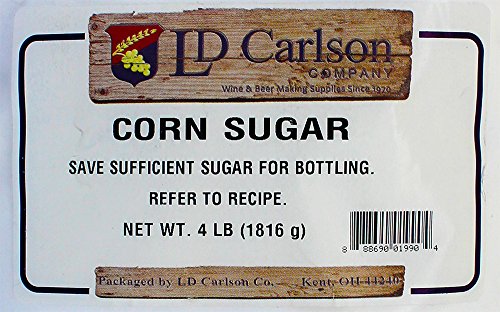 LD Carlson
COMPANY
Wine & Beer Making Supplies Since 1970
CORN SUGAR
SAVE SUFFICIENT SUGAR FOR BOTTLING.
REFER TO RECIPE.
NET WT. 4 LB (1816 g)
8 88690 01990 4
Packaged by LD Carlson Co., Kent, OH 44240